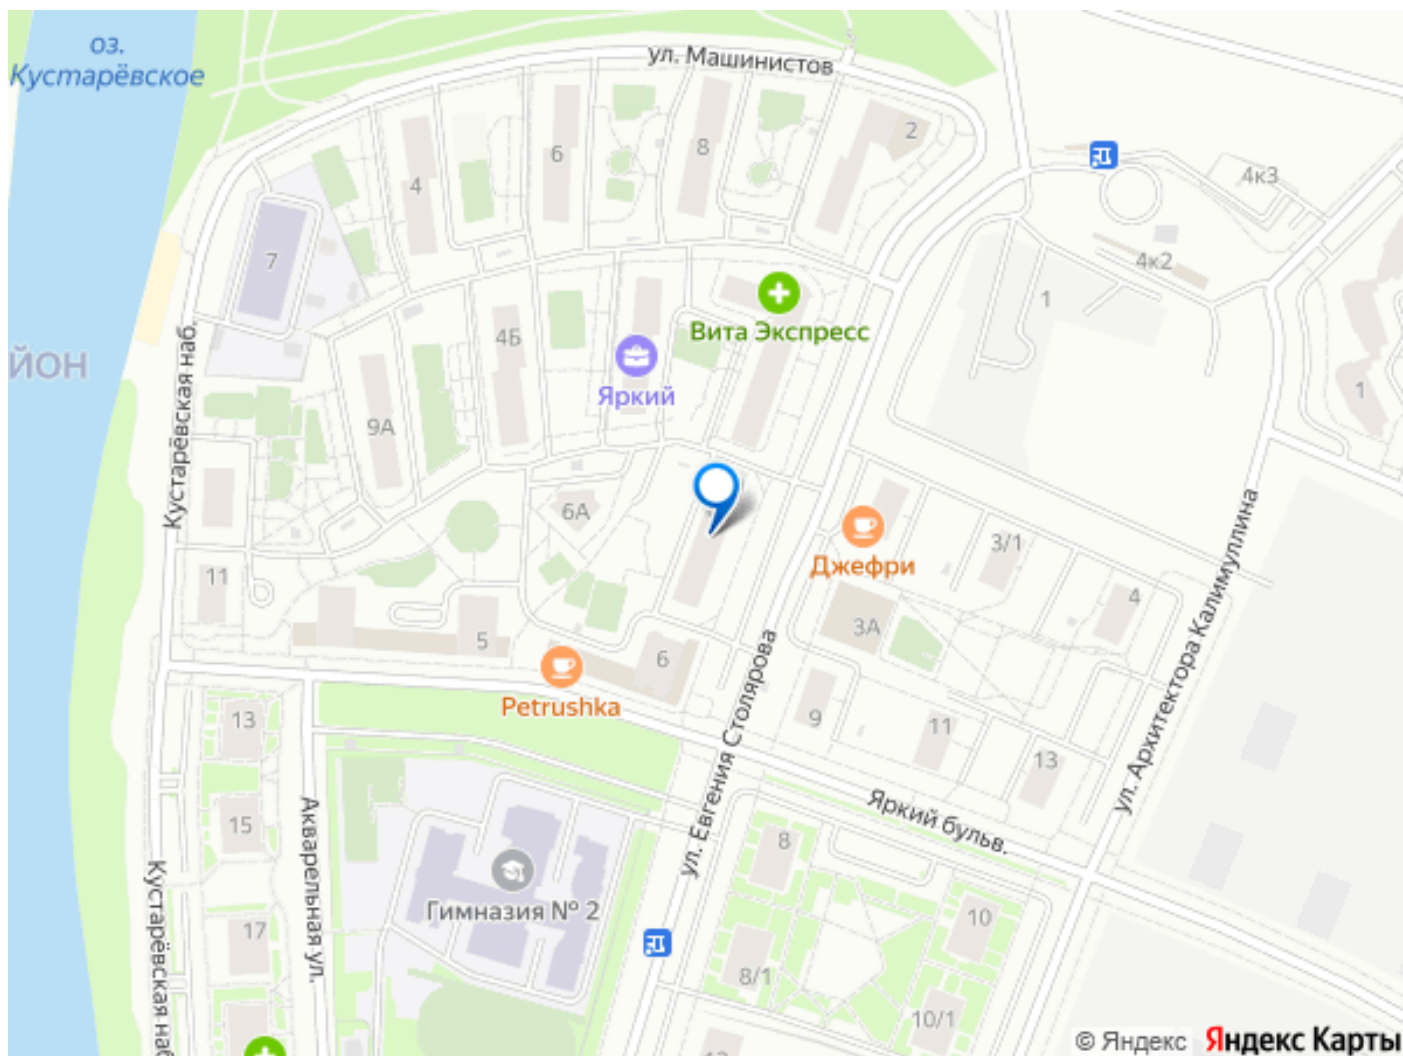 оз.
Кустарёвское
ул. Машинистов
2
6
8
4
4к3
7
4к2
1
Вита Экспресс
4Б
ЙОН
Яркий
1
Кустарёвская наб.
9А
6А
Джефри
3/1
ул. Архитектора Калимуллина
11
4
3А
5
6
Petrushka
ул. Евгения Столярова
13
9
11
13
Яркий бульв.
15
Акварельная ул.
8
Кустарёвская наб
Гимназия № 2
17
10
8/1
10/1
© Яндекс Яндекс Карты